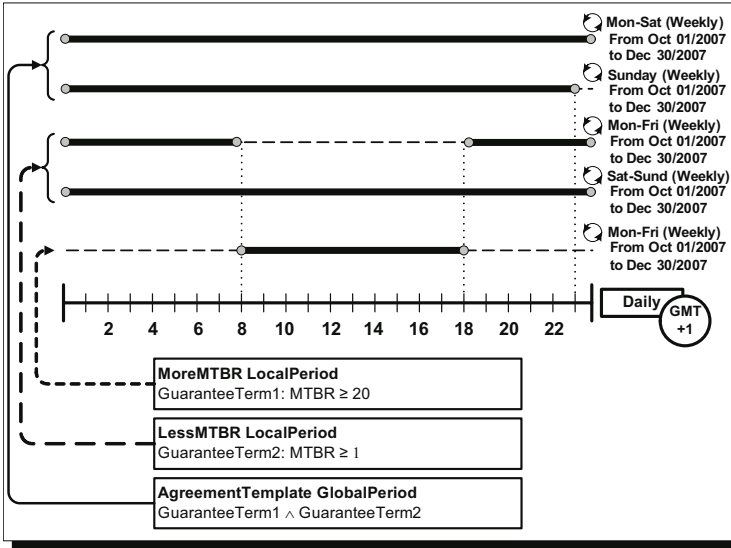 Mon-Sat (Weekly)
From Oct 01/2007
to Dec 30/2007
Sunday (Weekly)
From Oct 01/2007
to Dec 30/2007
Mon-Fri (Weekly)
From Oct 01/2007
to Dec 30/2007
Sat-Sund (Weekly)
From Oct 01/2007
to Dec 30/2007
Mon-Fri (Weekly)
From Oct 01/2007
to Dec 30/2007
2 4 6 8 10 12 14 16 18 20 22
Daily
GMT
+1
MoreMTBR LocalPeriod
GuaranteeTerm1: MTBR ≥ 20
LessMTBR LocalPeriod
GuaranteeTerm2: MTBR ≥ 1
AgreementTemplate GlobalPeriod
GuaranteeTerm1 ∧ GuaranteeTerm2